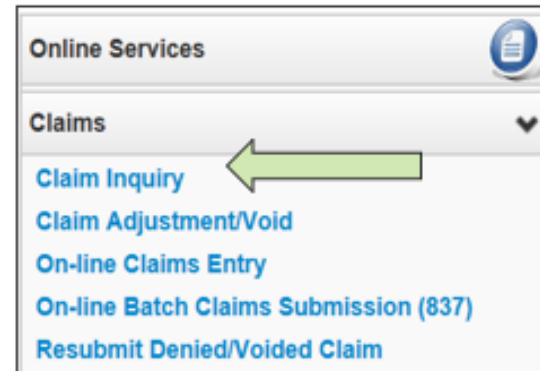 Online Services
Claims
Claim Inquiry
Claim Adjustment/Void
On-line Claims Entry
On-line Batch Claims Submission (837)
Resubmit Denied/Voided Claim